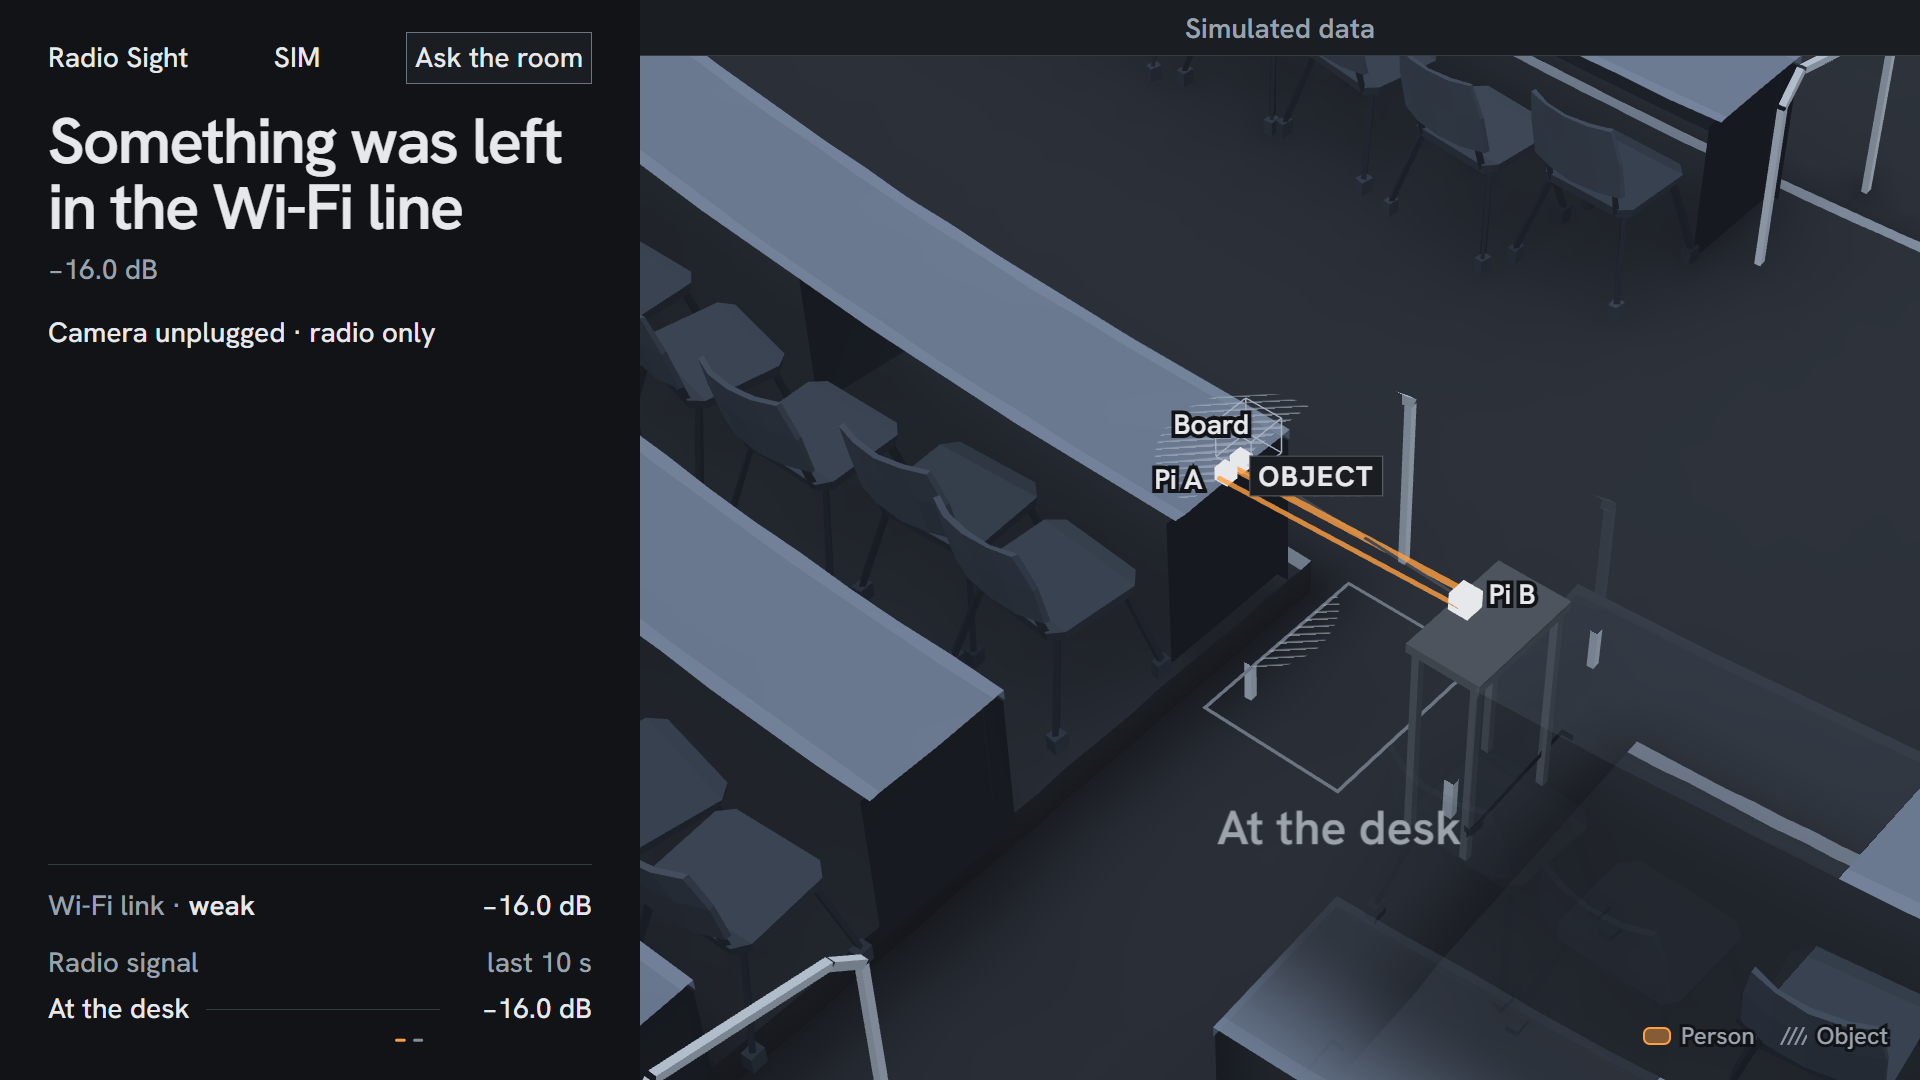 Radio Sight
SIM
Ask the room
Something was left
in the Wi-Fi line
−16.0 dB
Camera unplugged · radio only
Wi-Fi link · weak
−16.0 dB
Radio signal
last 10 s
At the desk
−16.0 dB
Simulated data
Board
Pi A
OBJECT
Pi B
At the desk
Person
Object